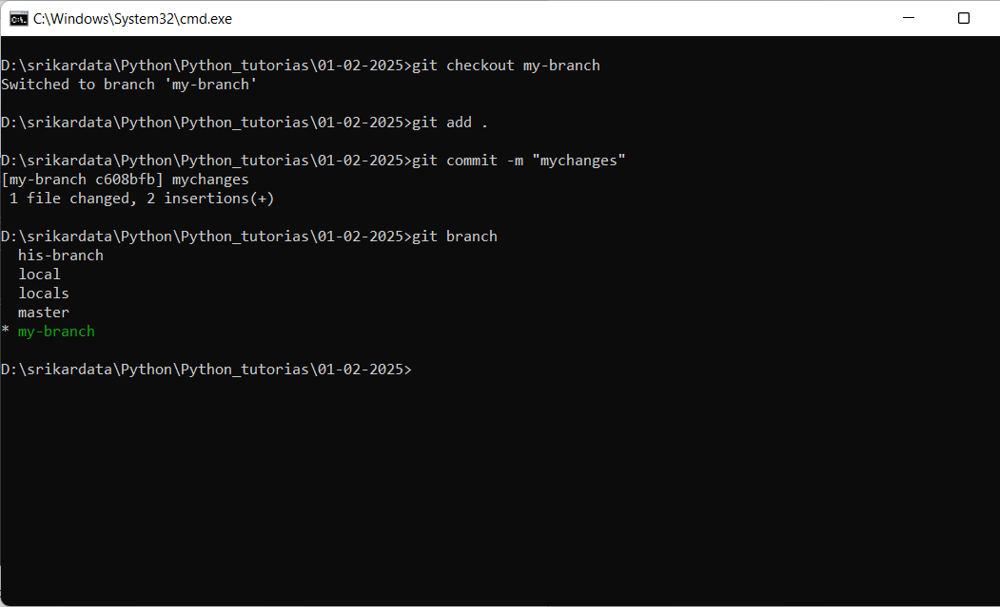 C:\Windows\System32\cmd.exe
D:\srikardata\Python\Python_tutorias\01-02-2025>git checkout my-branch
Switched to branch 'my-branch'
D:\srikardata\Python\Python_tutorias\01-02-2025>git add .
D:\srikardata\Python\Python_tutorias\01-02-2025>git commit -m "mychanges"
[my-branch c608bfb] mychanges
 1 file changed, 2 insertions(+)
D:\srikardata\Python\Python_tutorias\01-02-2025>git branch
  his-branch
  local
  locals
  master
* my-branch
D:\srikardata\Python\Python_tutorias\01-02-2025>